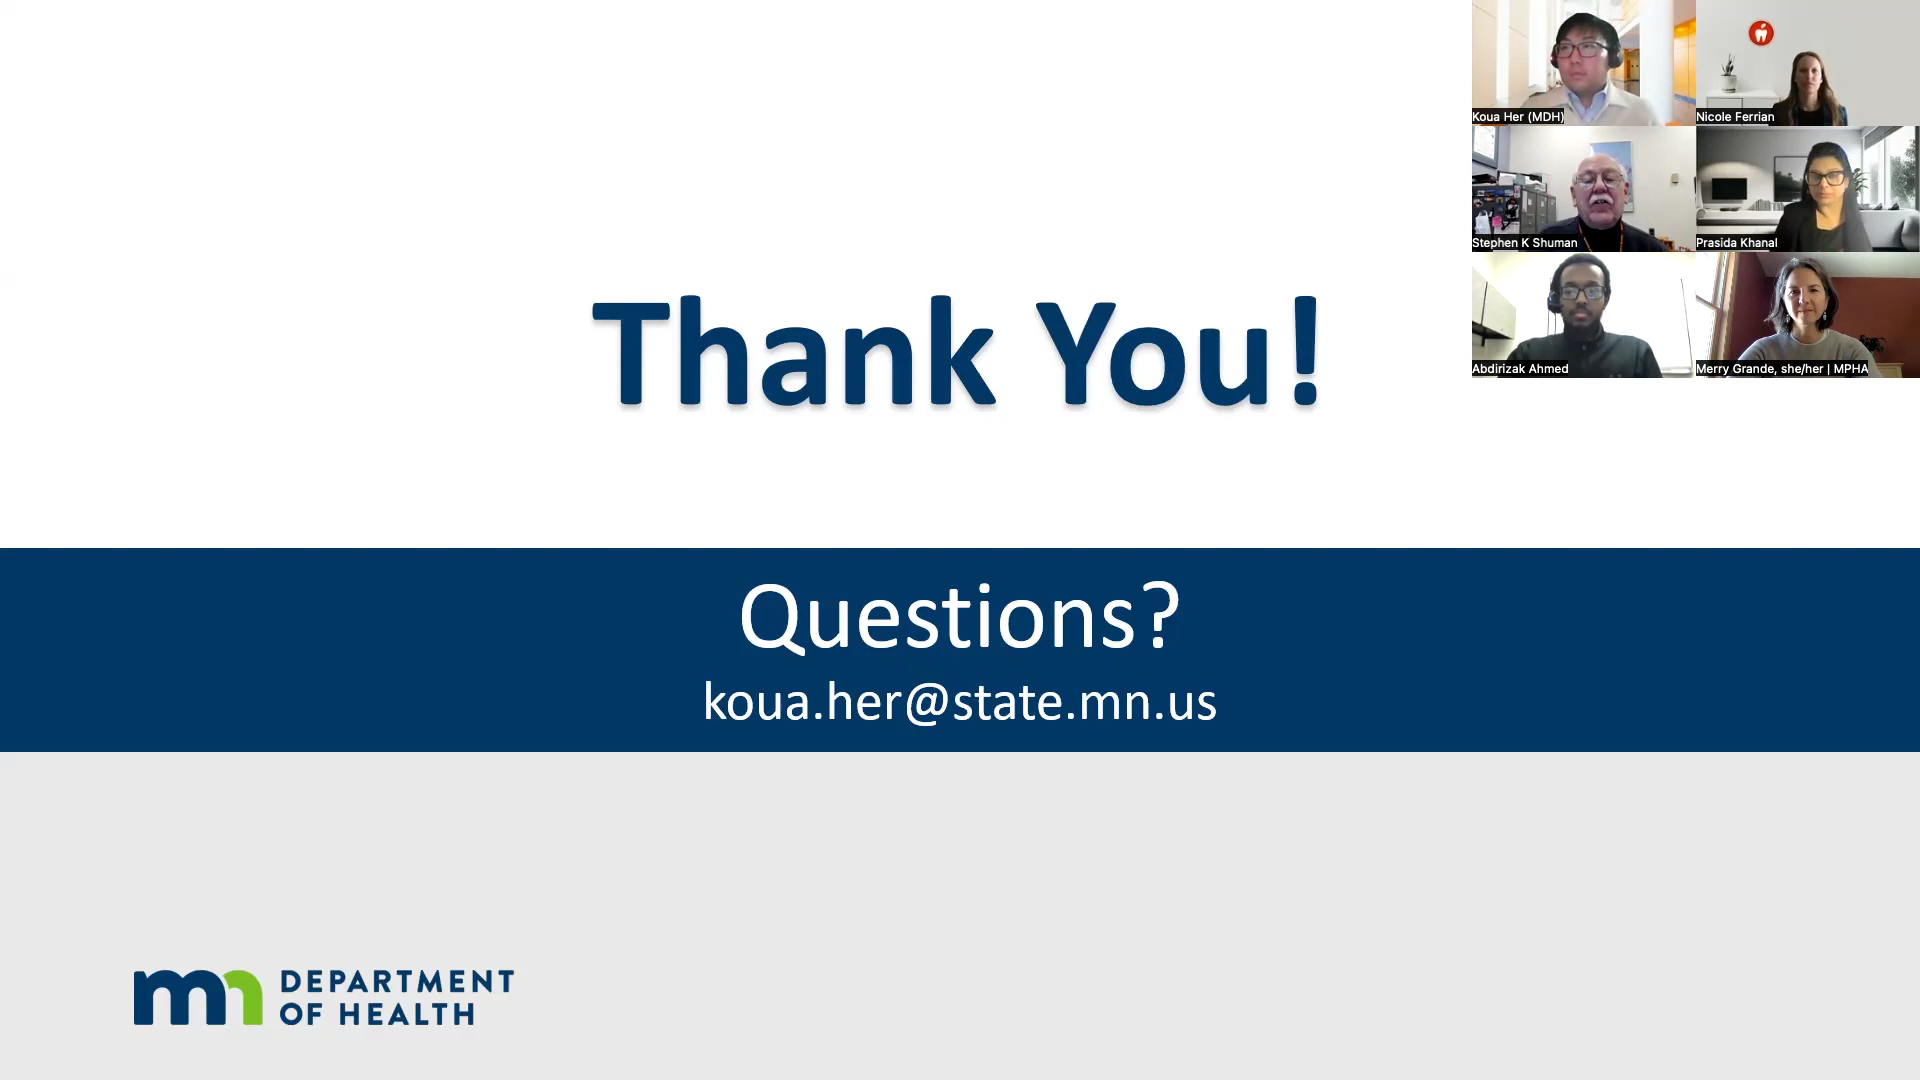 Koua Her (MDH)
Nicole Ferrian
Stephen K Shuman
Prasida Khanal
Abdirizak Ahmed
Merry Grande, she/her | MPHA
Thank You!
Questions?
koua.her@state.mn.us
mn DEPARTMENT
OF HEALTH